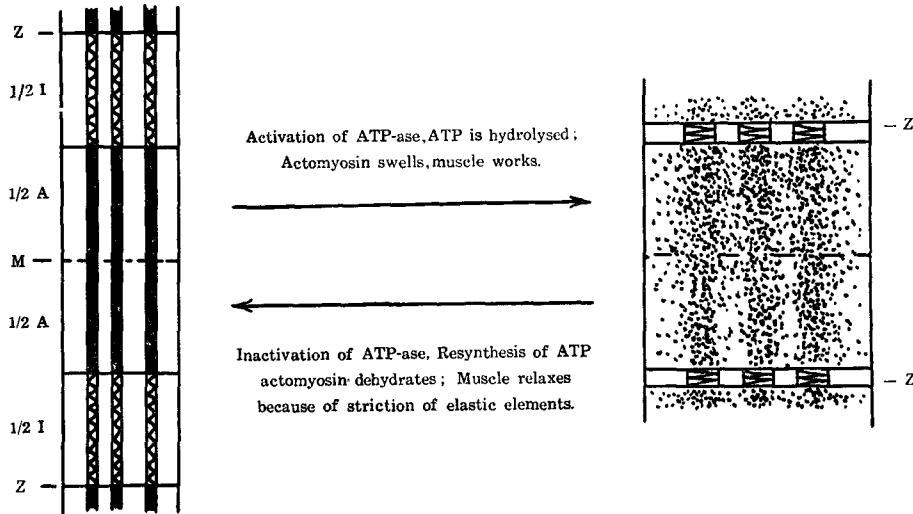 Z —
1/2 I
1/2 A
M —
1/2 A
1/2 I
Z —
Activation of ATP-ase, ATP is hydrolysed;
Actomyosin swells, muscle works.
Inactivation of ATP-ase, Resynthesis of ATP
actomyosin dehydrates; Muscle relaxes
because of striction of elastic elements.
— Z
— Z